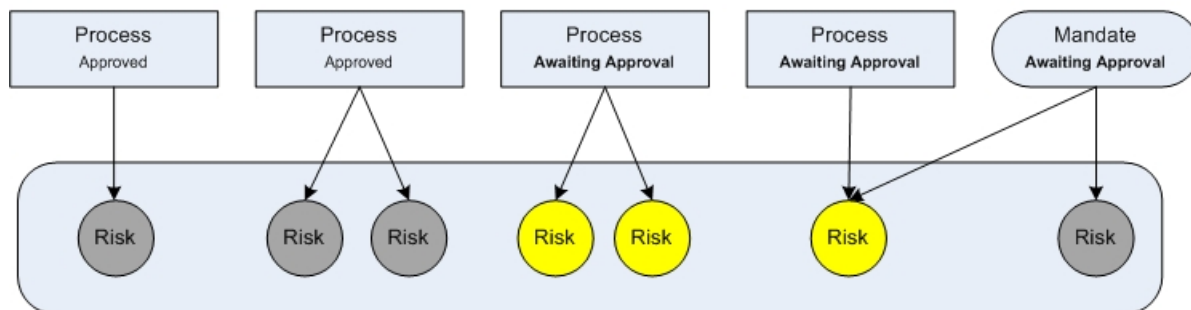 Process
Approved
Process
Approved
Process
Awaiting Approval
Process
Awaiting Approval
Mandate
Awaiting Approval
Risk
Risk
Risk
Risk
Risk
Risk
Risk